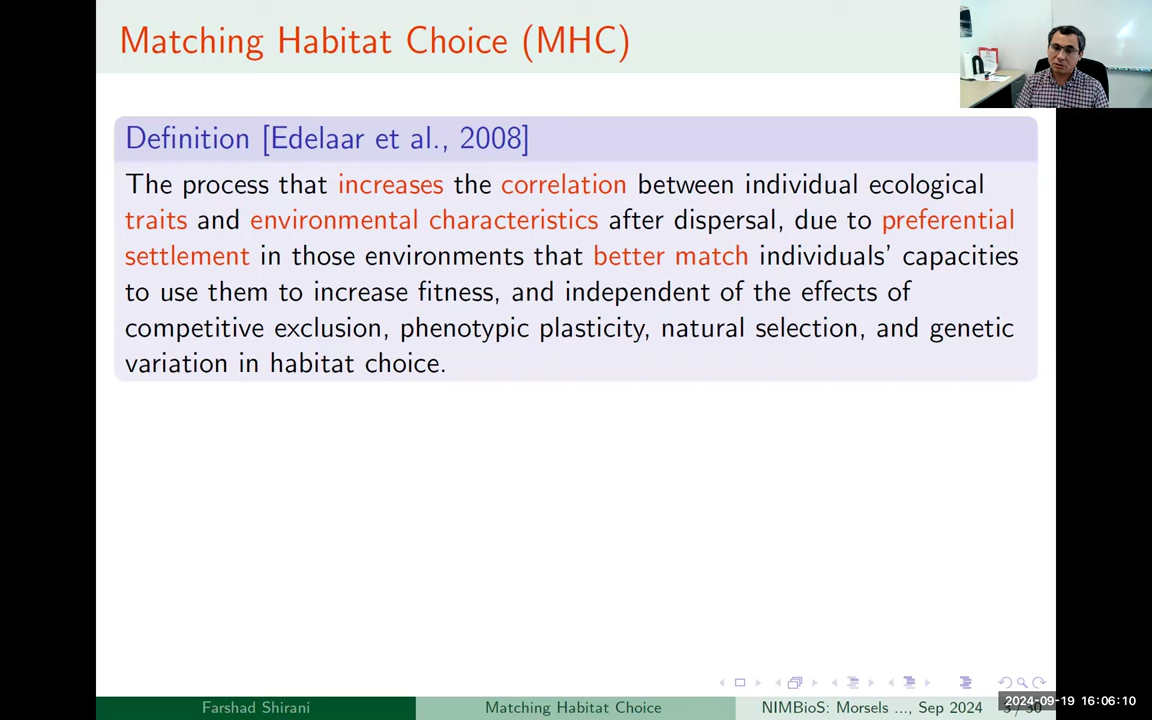 Matching Habitat Choice (MHC)
Definition [Edelaar et al., 2008]
The process that increases the correlation between individual ecological
traits and environmental characteristics after dispersal, due to preferential
settlement in those environments that better match individuals’ capacities
to use them to increase fitness, and independent of the effects of
competitive exclusion, phenotypic plasticity, natural selection, and genetic
variation in habitat choice.
Farshad Shirani
Matching Habitat Choice
NIMBioS: Morsels ..., Sep 2024
2024-09-19 16:06:10